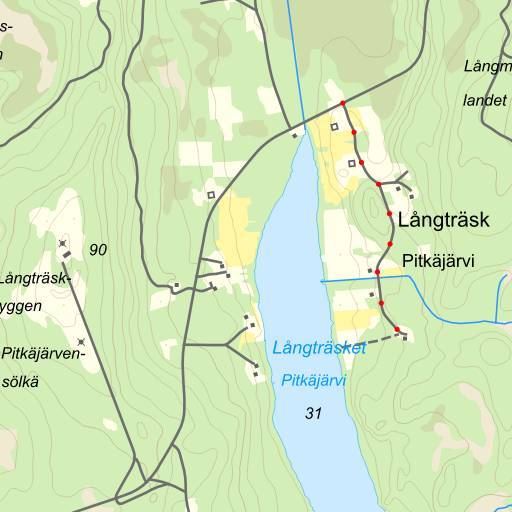 s-
n
Långm
landet
Långträsk
90
Pitkäjärvi
Långträsk-
yggen
Pitkäjärven-
sölkä
Långträsket
Pitkäjärvi
31